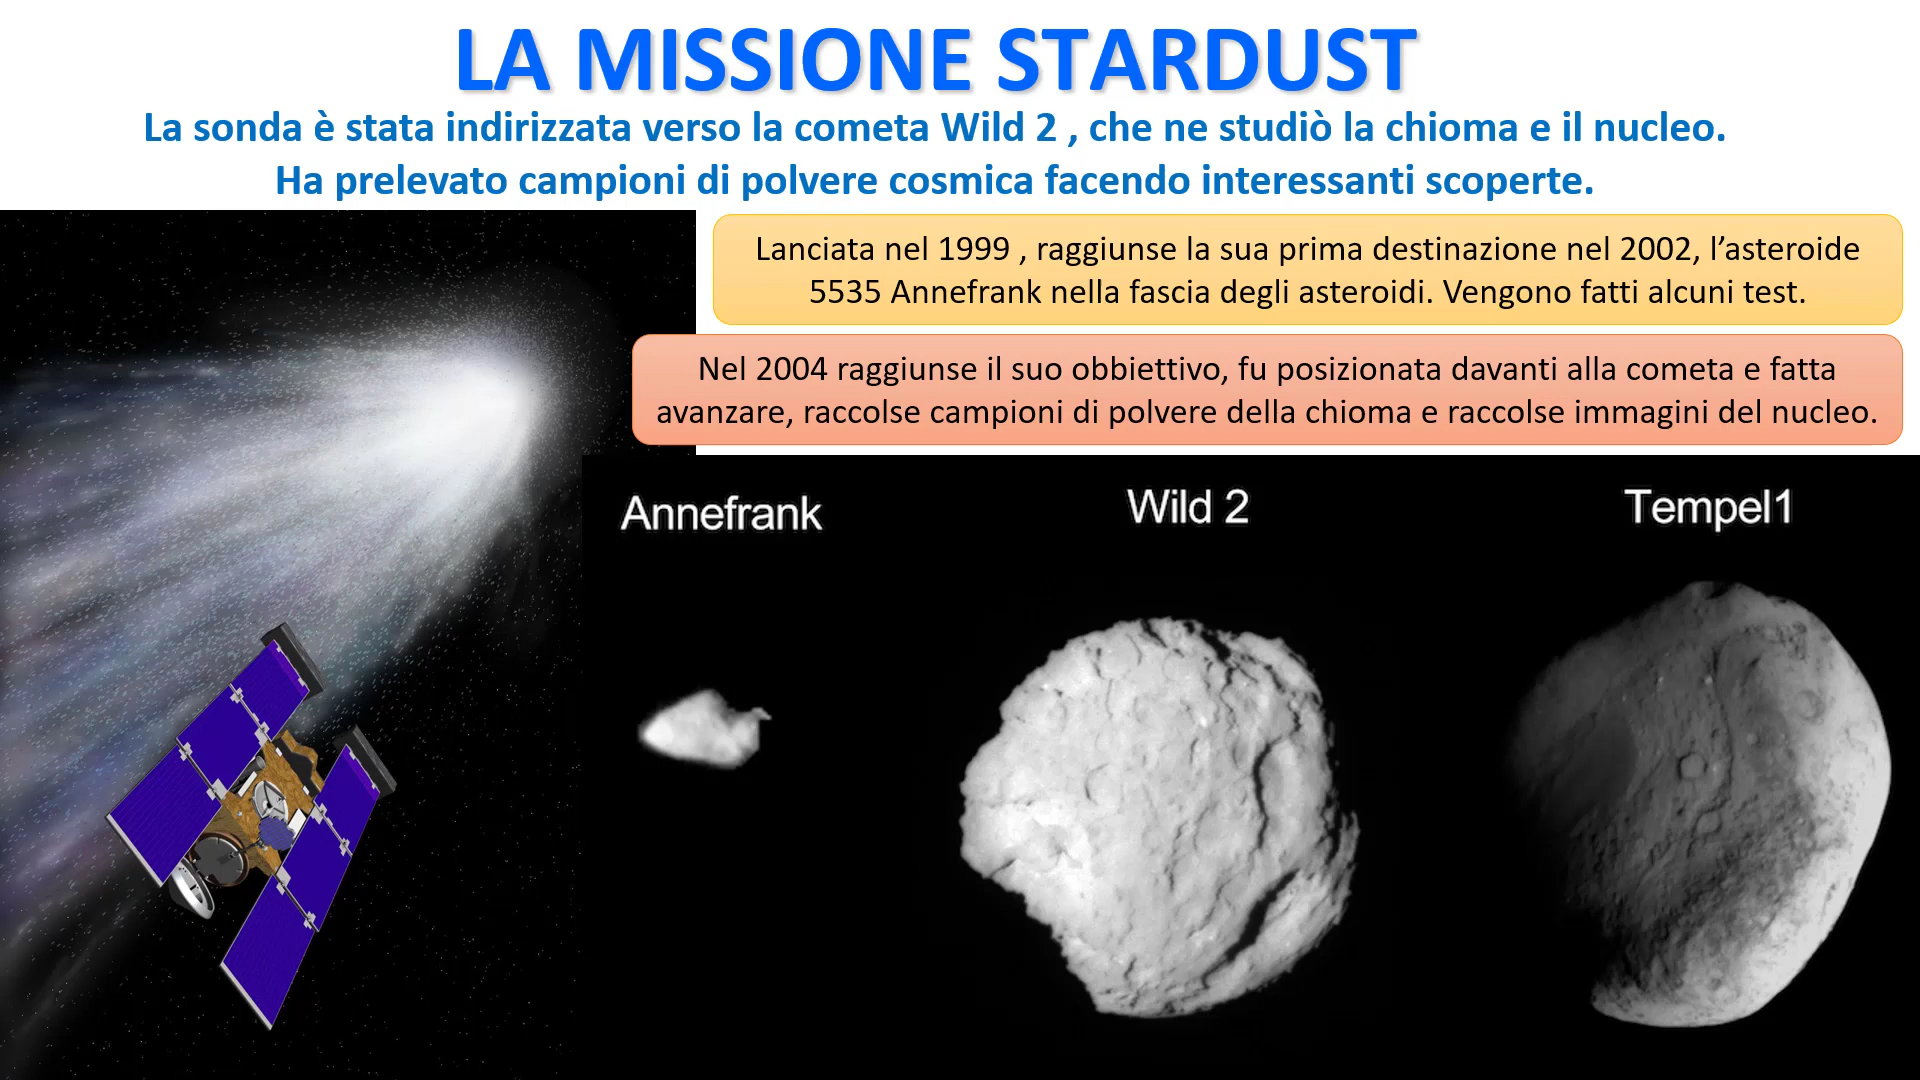 LA MISSIONE STARDUST
La sonda è stata indirizzata verso la cometa Wild 2 , che ne studiò la chioma e il nucleo.
Ha prelevato campioni di polvere cosmica facendo interessanti scoperte.
Lanciata nel 1999 , raggiunse la sua prima destinazione nel 2002, l’asteroide
5535 Annefrank nella fascia degli asteroidi. Vengono fatti alcuni test.
Nel 2004 raggiunse il suo obbiettivo, fu posizionata davanti alla cometa e fatta
avanzare, raccolse campioni di polvere della chioma e raccolse immagini del nucleo.
Annefrank
Wild 2
Tempel1